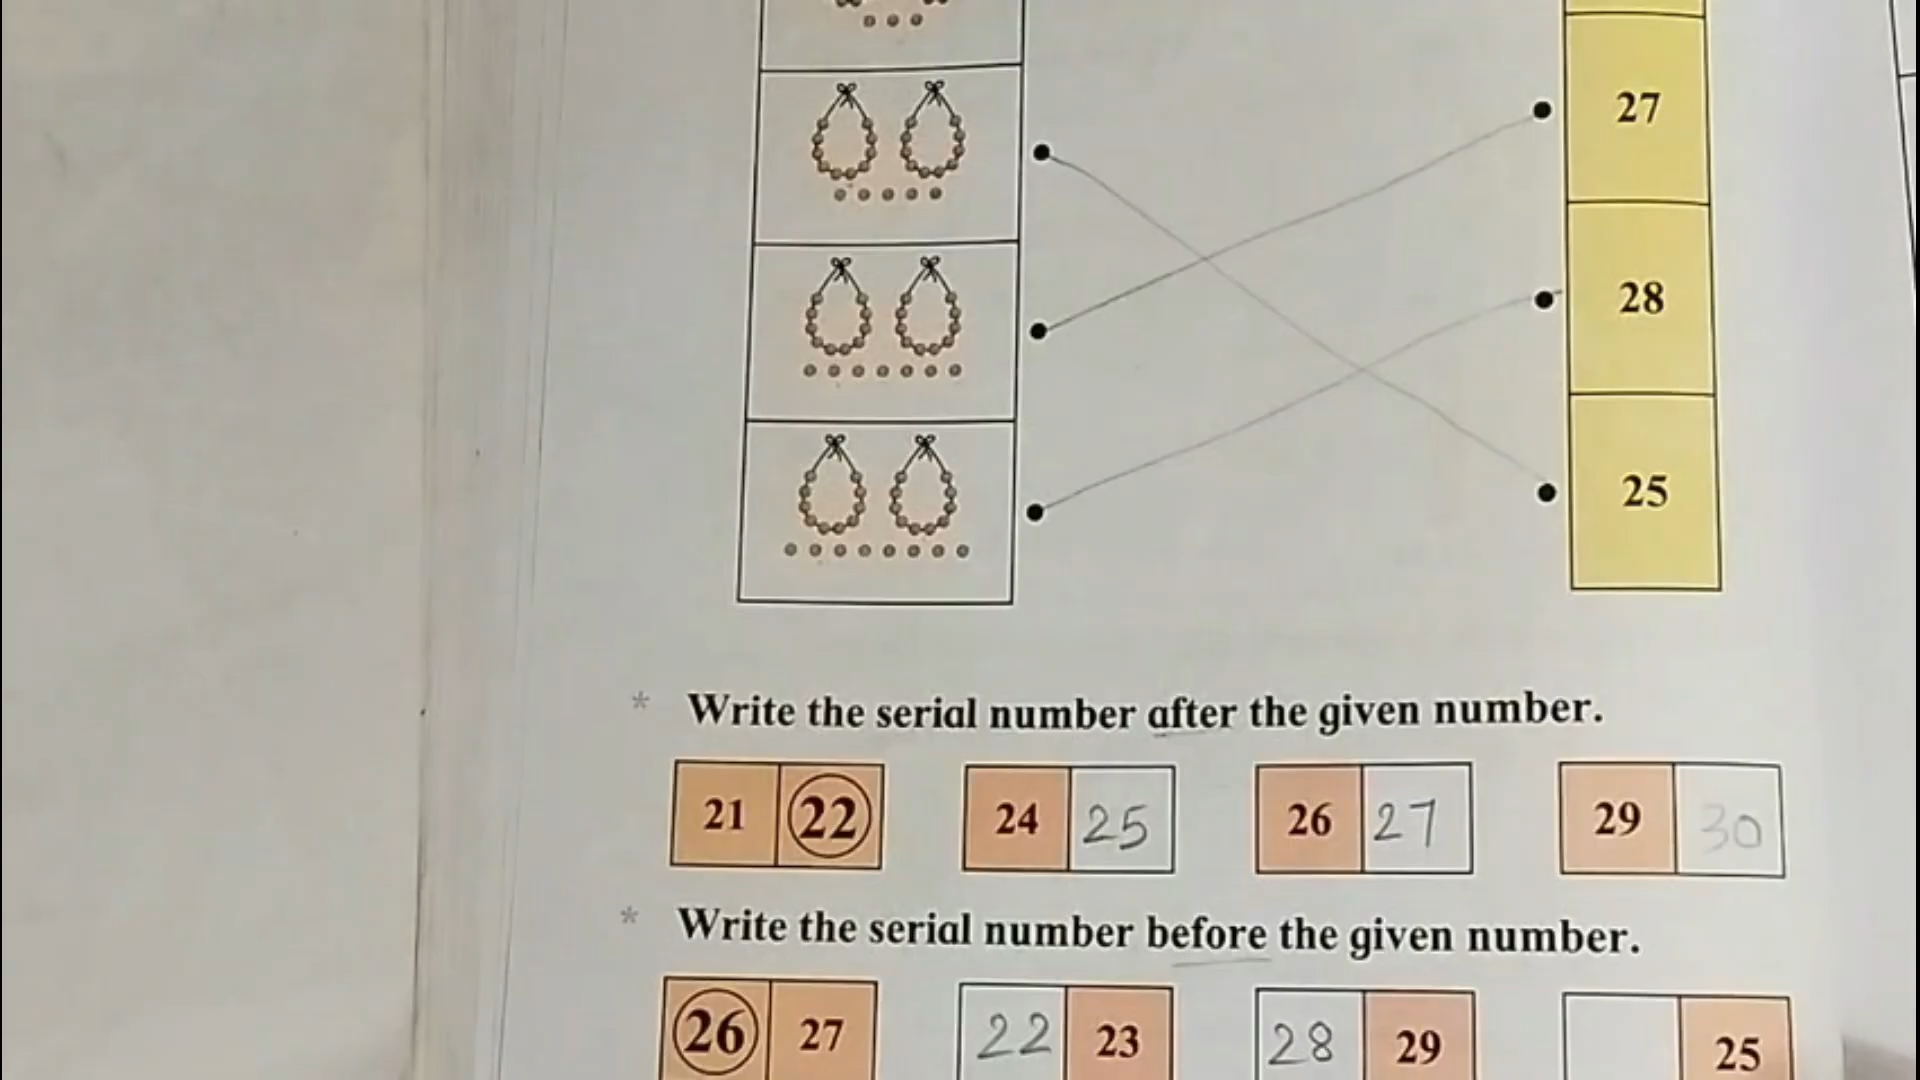 27
28
25
* Write the serial number after the given number.
21 22 24 25 26 27 29 30
* Write the serial number before the given number.
26 27 22 23 28 29 25